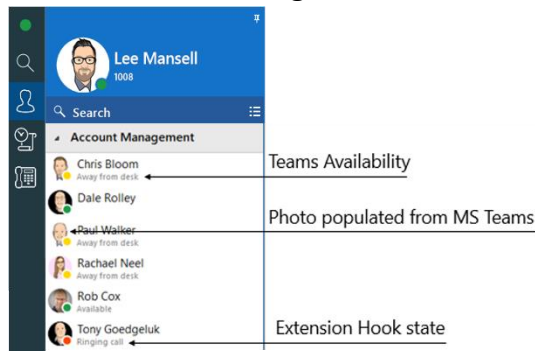 Lee Mansell
1008
Search
Account Management
Chris Bloom
Away from desk
Teams Availability
Dale Rolley
Photo populated from MS Teams
Paul Walker
Away from desk
Rachael Neel
Away from desk
Rob Cox
Available
Tony Goedgeluk
Ringing call
Extension Hook state